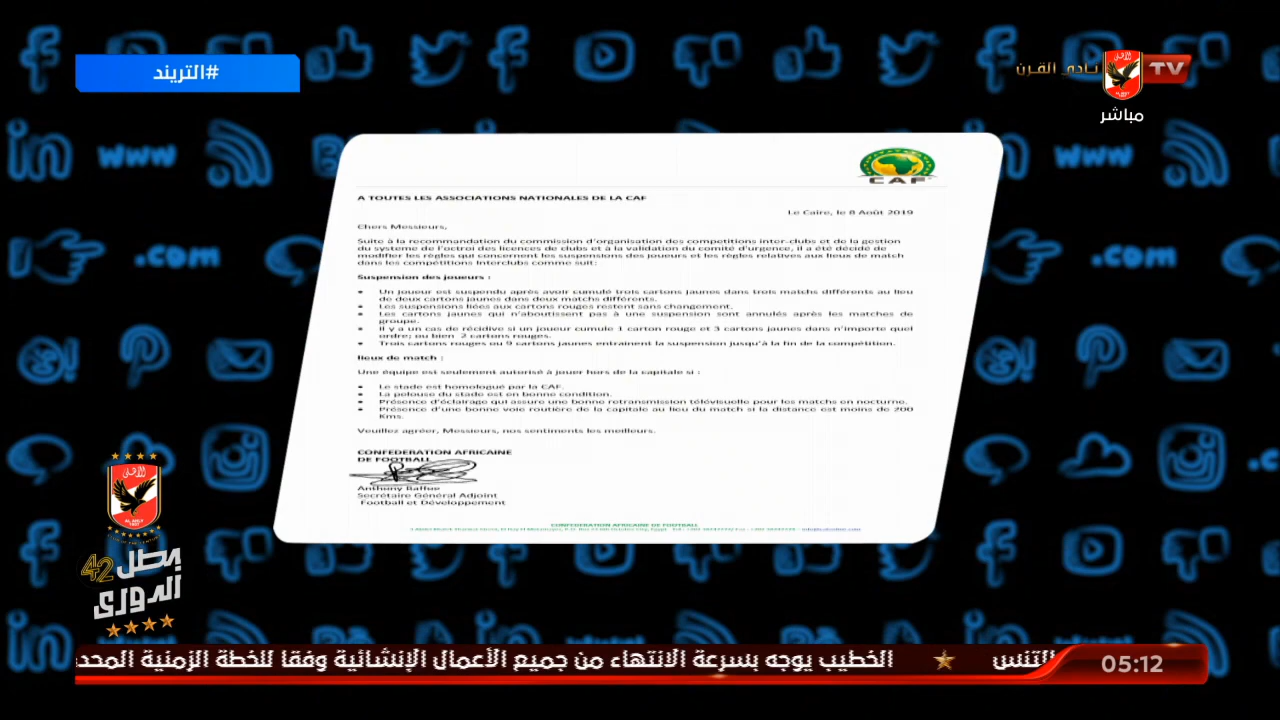 #التريند
نادي القرن
TV
مباشر
CAF
A TOUTES LES ASSOCIATIONS NATIONALES DE LA CAF
Le Caire, le 8 Août 2019
Chers Messieurs,
Suite à la recommandation du commission d'organisation des competitions inter-clubs et de la gestion
du systeme de l'octroi des licences de clubs et à la validation du comité d'urgence, il a été décidé de
modifier les règles qui concernent les suspensions des joueurs et les règles relatives aux lieux de match
dans les compétitions Interclubs comme suit:
Suspension des joueurs :
• Un joueur est suspendu après avoir cumulé trois cartons jaunes dans trois matchs différents au lieu
de deux cartons jaunes dans deux matchs différents.
• Les suspensions liées aux cartons rouges restent sans changement.
• Les cartons jaunes qui n'aboutissent pas à une suspension sont annulés après les matches de
groupe.
• Il y a un cas de récidive si un joueur cumule 1 carton rouge et 3 cartons jaunes dans n'importe quel
ordre; ou bien 2 cartons rouges.
• Trois cartons rouges ou 9 cartons jaunes entrainent la suspension jusqu'à la fin de la compétition.
lieux de match :
Une équipe est seulement autorisé à jouer hors de la capitale si :
• Le stade est homologué par la CAF.
• La pelouse du stade est en bonne condition.
• Présence d'éclairage qui assure une bonne retransmission télévisuelle pour les matchs en nocturne.
• Présence d'une bonne voie routière de la capitale au lieu du match si la distance est moins de 200
Kms.
Veuillez agréer, Messieurs, nos sentiments les meilleurs.
CONFEDERATION AFRICAINE
DE FOOTBALL
Anthony Baffoe
Secrétaire Général Adjoint
Football et Développement
CONFEDERATION AFRICAINE DE FOOTBALL
www
.com
بطل 42
الدوري
التنس
الخطيب يوجه بسرعة الانتهاء من جميع الأعمال الإنشائية وفقا للخطة الزمنية المحدد
05:12